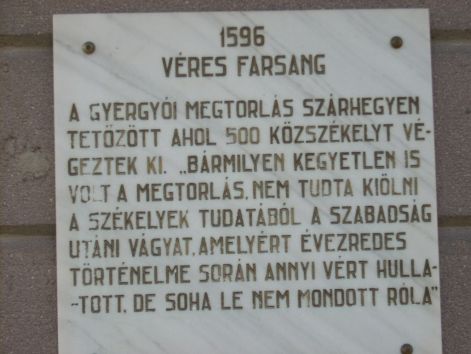 1596
VÉRES FARSANG
A GYERGYÓI MEGTORLÁS SZÁRHEGYEN
TETŐZÖTT AHOL 500 KÖZSZÉKELYT VÉ-
GEZTEK KI. „BÁRMILYEN KEGYETLEN IS
VOLT A MEGTORLÁS, NEM TUDTA KIÖLNI
A SZÉKELYEK TUDATÁBÓL A SZABADSÁG
UTÁNI VÁGYAT, AMELYÉRT ÉVEZREDES
TÖRTÉNELME SORÁN ANNYI VÉRT HULLA-
-TOTT, DE SOHA LE NEM MONDOTT RÓLA"